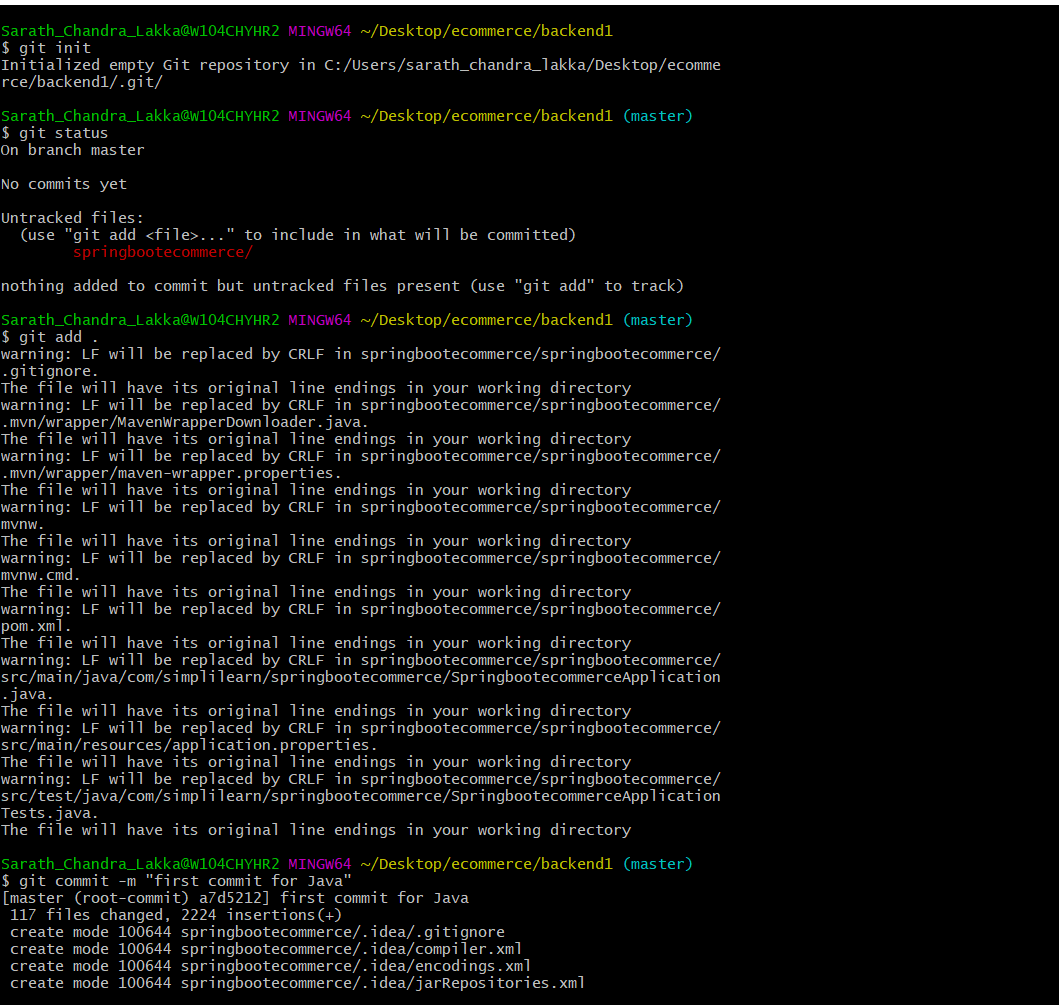 Sarath_Chandra_Lakka@W104CHYHR2 MINGW64 ~/Desktop/ecommerce/backend1
$ git init
Initialized empty Git repository in C:/Users/sarath_chandra_lakka/Desktop/ecomme
rce/backend1/.git/
Sarath_Chandra_Lakka@W104CHYHR2 MINGW64 ~/Desktop/ecommerce/backend1 (master)
$ git status
On branch master
No commits yet
Untracked files:
(use "git add <file>..." to include in what will be committed)
springbootecommerce/
nothing added to commit but untracked files present (use "git add" to track)
Sarath_Chandra_Lakka@W104CHYHR2 MINGW64 ~/Desktop/ecommerce/backend1 (master)
$ git add .
warning: LF will be replaced by CRLF in springbootecommerce/springbootecommerce/
.gitignore.
The file will have its original line endings in your working directory
warning: LF will be replaced by CRLF in springbootecommerce/springbootecommerce/
.mvn/wrapper/MavenWrapperDownloader.java.
The file will have its original line endings in your working directory
warning: LF will be replaced by CRLF in springbootecommerce/springbootecommerce/
.mvn/wrapper/maven-wrapper.properties.
The file will have its original line endings in your working directory
warning: LF will be replaced by CRLF in springbootecommerce/springbootecommerce/
mvnw.
The file will have its original line endings in your working directory
warning: LF will be replaced by CRLF in springbootecommerce/springbootecommerce/
mvnw.cmd.
The file will have its original line endings in your working directory
warning: LF will be replaced by CRLF in springbootecommerce/springbootecommerce/
pom.xml.
The file will have its original line endings in your working directory
warning: LF will be replaced by CRLF in springbootecommerce/springbootecommerce/
src/main/java/com/simplilearn/springbootecommerce/SpringbootecommerceApplication
.java.
The file will have its original line endings in your working directory
warning: LF will be replaced by CRLF in springbootecommerce/springbootecommerce/
src/main/resources/application.properties.
The file will have its original line endings in your working directory
warning: LF will be replaced by CRLF in springbootecommerce/springbootecommerce/
src/test/java/com/simplilearn/springbootecommerce/SpringbootecommerceApplication
Tests.java.
The file will have its original line endings in your working directory
Sarath_Chandra_Lakka@W104CHYHR2 MINGW64 ~/Desktop/ecommerce/backend1 (master)
$ git commit -m "first commit for Java"
[master (root-commit) a7d5212] first commit for Java
117 files changed, 2224 insertions(+)
create mode 100644 springbootecommerce/.idea/.gitignore
create mode 100644 springbootecommerce/.idea/compiler.xml
create mode 100644 springbootecommerce/.idea/encodings.xml
create mode 100644 springbootecommerce/.idea/jarRepositories.xml